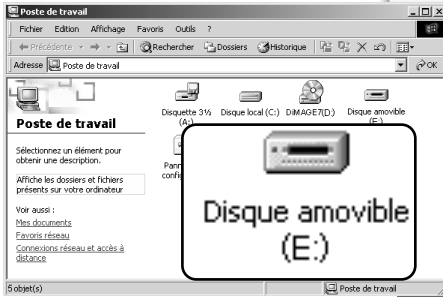 Poste de travail
Fichier Edition Affichage Favoris Outils ?
Précédente Rechercher Dossiers Historique
Adresse Poste de travail OK
Poste de travail
Sélectionnez un élément pour
obtenir une description.
Affiche les dossiers et fichiers
présents sur votre ordinateur
Voir aussi :
Mes documents
Favoris réseau
Connexions réseau et accès à
distance
Disquette 3½
(A:)
Disque local (C:)
DiMAGE7(D:)
Disque amovible
(E:)
Disque amovible
(E:)
5 objet(s)
Poste de travail